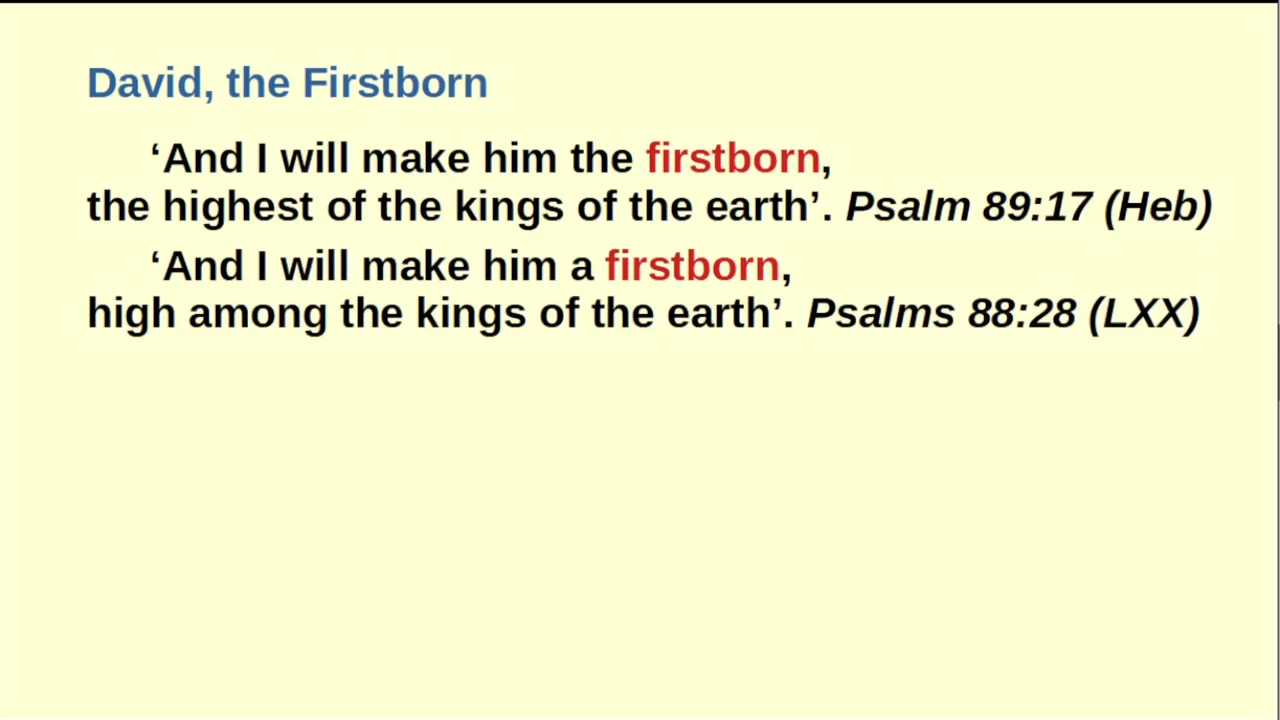 David, the Firstborn
‘And I will make him the firstborn,
the highest of the kings of the earth’. Psalm 89:17 (Heb)
‘And I will make him a firstborn,
high among the kings of the earth’. Psalms 88:28 (LXX)